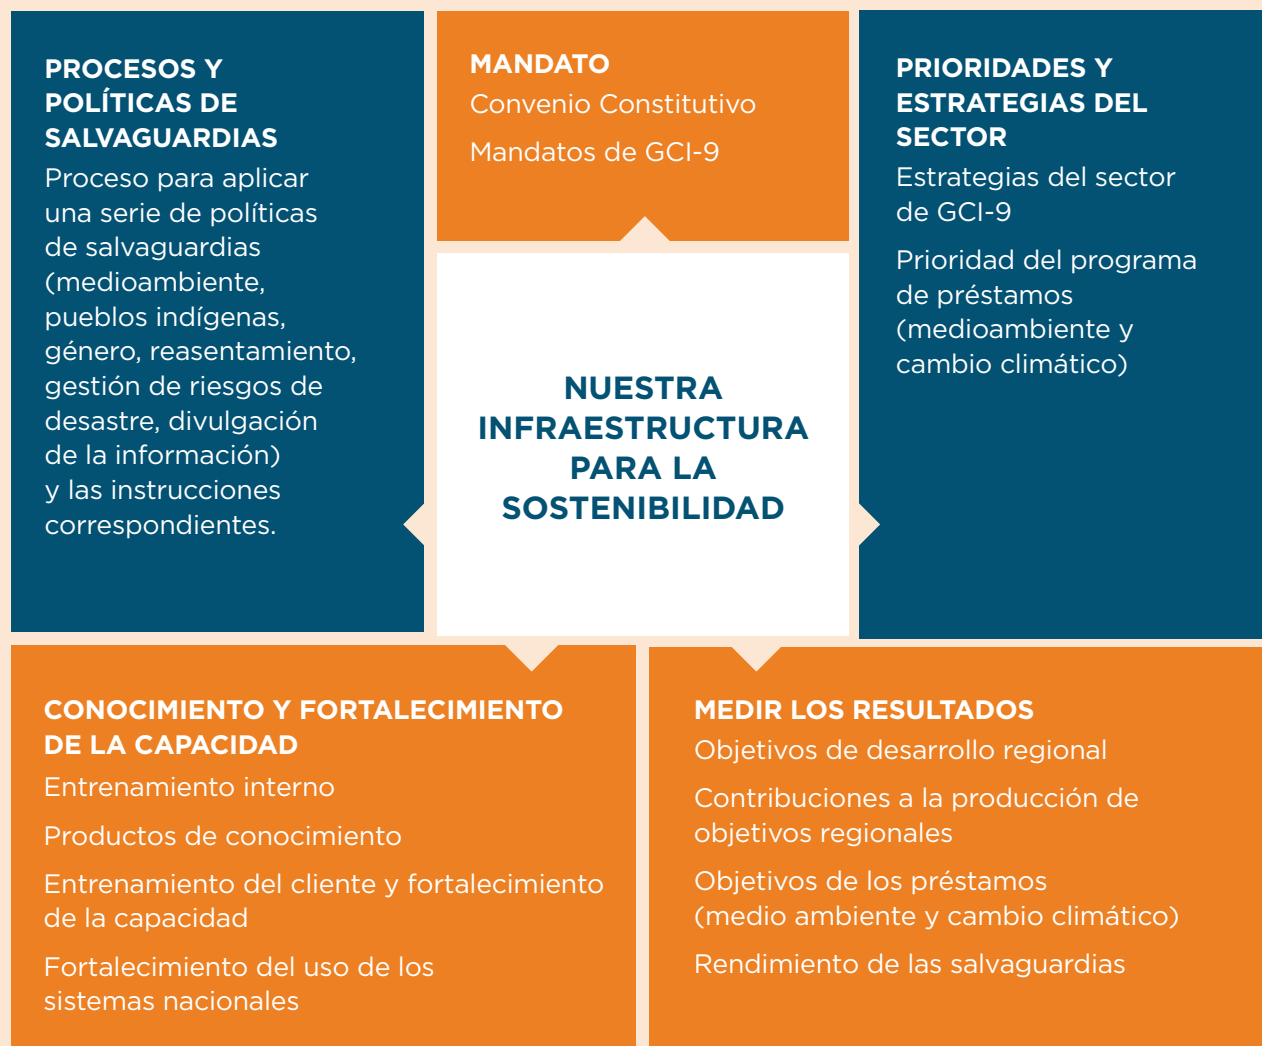 PROCESOS Y
POLÍTICAS DE
SALVAGUARDIAS
Proceso para aplicar
una serie de políticas
de salvaguardias
(medioambiente,
pueblos indígenas,
género, reasentamiento,
gestión de riesgos de
desastre, divulgación
de la información)
y las instrucciones
correspondientes.
MANDATO
Convenio Constitutivo
Mandatos de GCI-9
PRIORIDADES Y
ESTRATEGIAS DEL
SECTOR
Estrategias del sector
de GCI-9
Prioridad del programa
de préstamos
(medioambiente y
cambio climático)
NUESTRA
INFRAESTRUCTURA
PARA LA
SOSTENIBILIDAD
CONOCIMIENTO Y FORTALECIMIENTO
DE LA CAPACIDAD
Entrenamiento interno
Productos de conocimiento
Entrenamiento del cliente y fortalecimiento
de la capacidad
Fortalecimiento del uso de los
sistemas nacionales
MEDIR LOS RESULTADOS
Objetivos de desarrollo regional
Contribuciones a la producción de
objetivos regionales
Objetivos de los préstamos
(medio ambiente y cambio climático)
Rendimiento de las salvaguardias